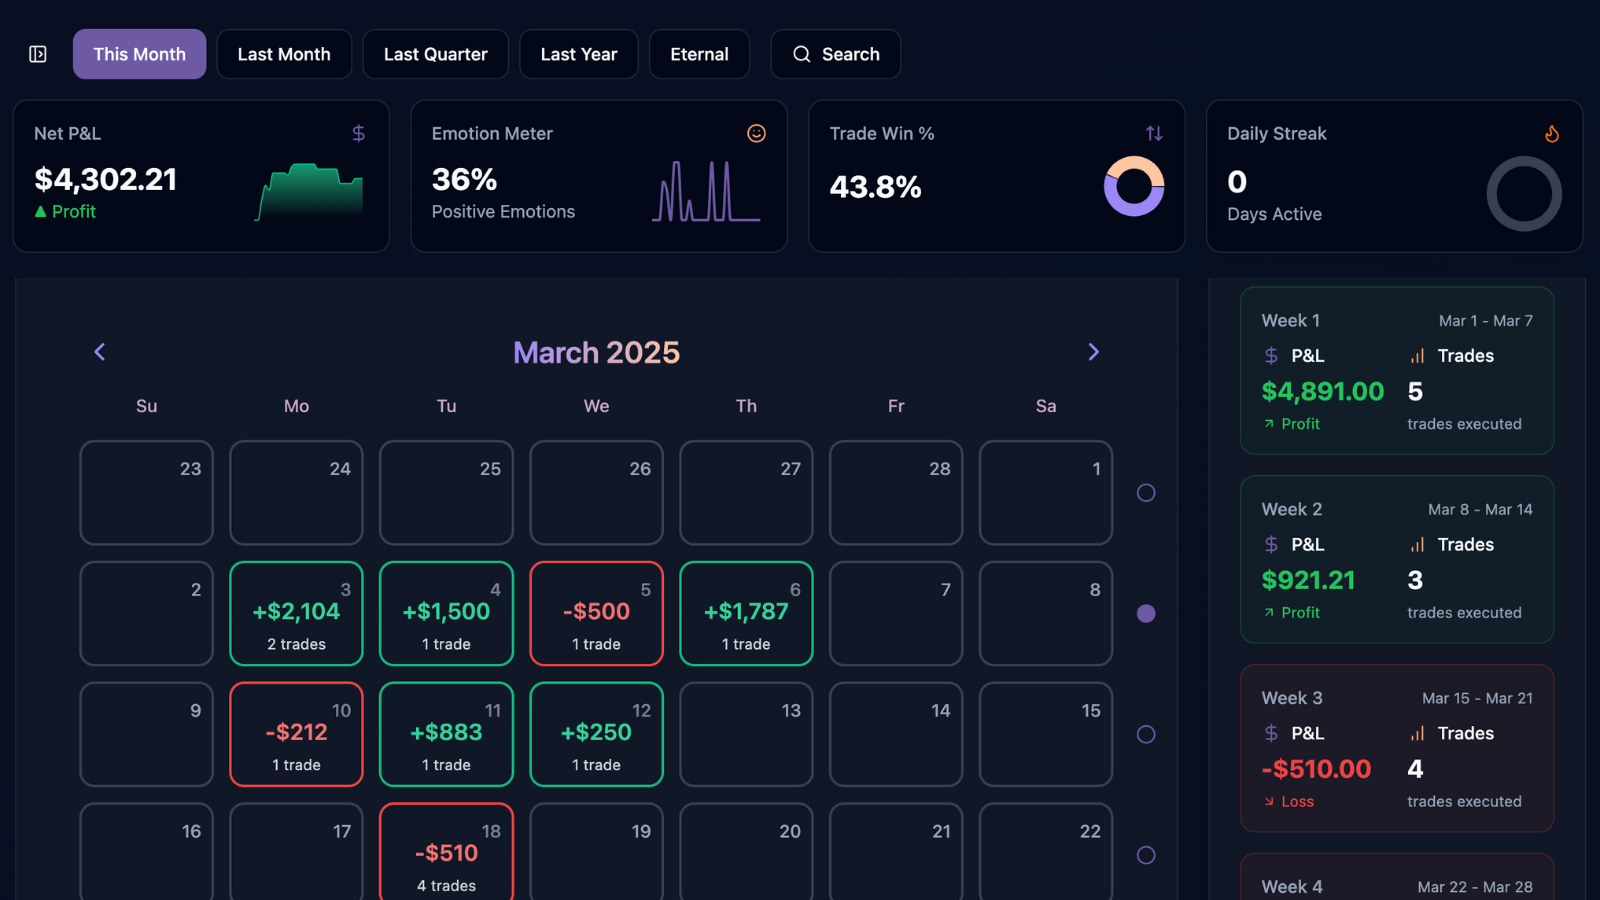 This Month Last Month Last Quarter Last Year Eternal Search
Net P&L
$4,302.21
Profit
Emotion Meter
36%
Positive Emotions
Trade Win %
43.8%
Daily Streak
0
Days Active
March 2025
Su Mo Tu We Th Fr Sa
23 24 25 26 27 28 1
2
3
+$2,104
2 trades
4
+$1,500
1 trade
5
-$500
1 trade
6
+$1,787
1 trade
7
8
9
10
-$212
1 trade
11
+$883
1 trade
12
+$250
1 trade
13
14
15
16
17
18
-$510
4 trades
19
20
21
22
Week 1 Mar 1 - Mar 7
$ P&L Trades
$4,891.00 5
Profit trades executed
Week 2 Mar 8 - Mar 14
$ P&L Trades
$921.21 3
Profit trades executed
Week 3 Mar 15 - Mar 21
$ P&L Trades
-$510.00 4
Loss trades executed
Week 4 Mar 22 - Mar 28